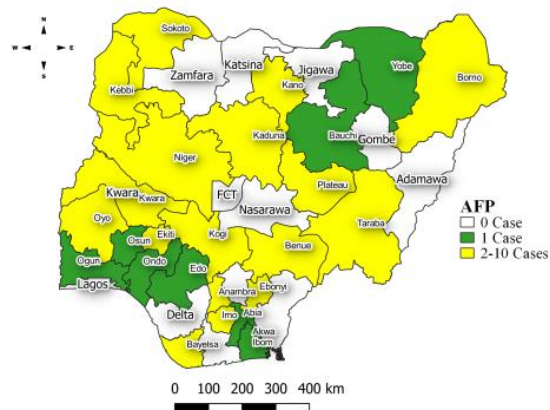 N
W E
S
Sokoto
Katsina
Zamfara
Jigawa
Yobe
Borno
Kebbi
Kano
Bauchi
Gombe
Kaduna
Niger
Adamawa
Plateau
FCT
Kwara
Kwara
Nasarawa
Taraba
Oyo
Kogi
Ekiti
Osun
Benue
Ogun
Ondo
Edo
Lagos
Anambra
Ebonyi
Delta
Imo
Abia
Akwa
Ibom
Bayelsa
AFP
0 Case
1 Case
2-10 Cases
0 100 200 300 400 km